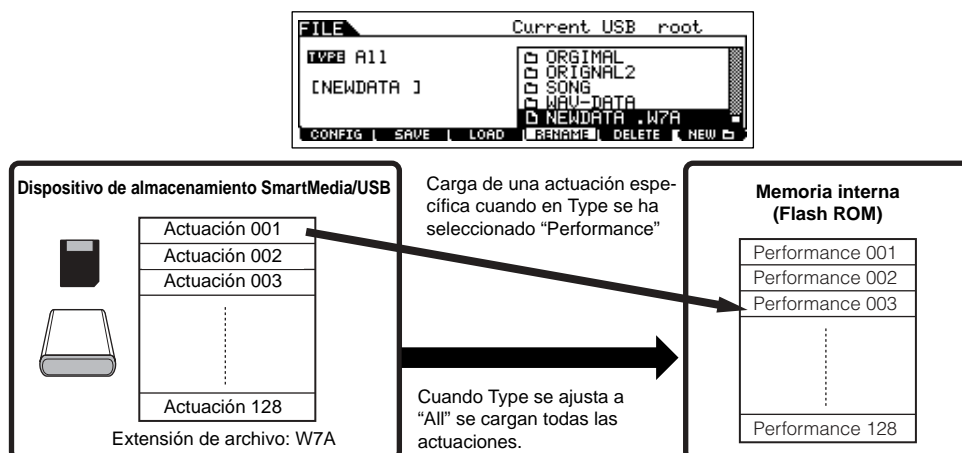 FILE Current USB root
TYPE All
[NEWDATA ]
ORGIMAL
ORIGNAL2
SONG
WAV-DATA
NEWDATA .W7A
CONFIG SAVE LOAD RENAME DELETE NEW
Dispositivo de almacenamiento SmartMedia/USB
Actuación 001
Actuación 002
Actuación 003
Actuación 128
Extensión de archivo: W7A
Carga de una actuación espe-
cífica cuando en Type se ha
seleccionado “Performance”
Cuando Type se ajusta a
“All” se cargan todas las
actuaciones.
Memoria interna
(Flash ROM)
Performance 001
Performance 002
Performance 003
Performance 128